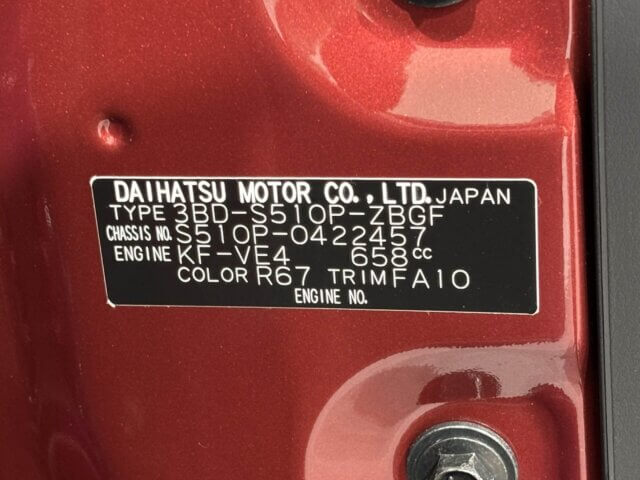 DAIHATSU MOTOR CO., LTD. JAPAN
TYPE 3BD-S510P-ZBGF
CHASSIS NO. S510P-0422457
ENGINE KF-VE4 658cc
COLOR R67 TRIM FA10
ENGINE NO.